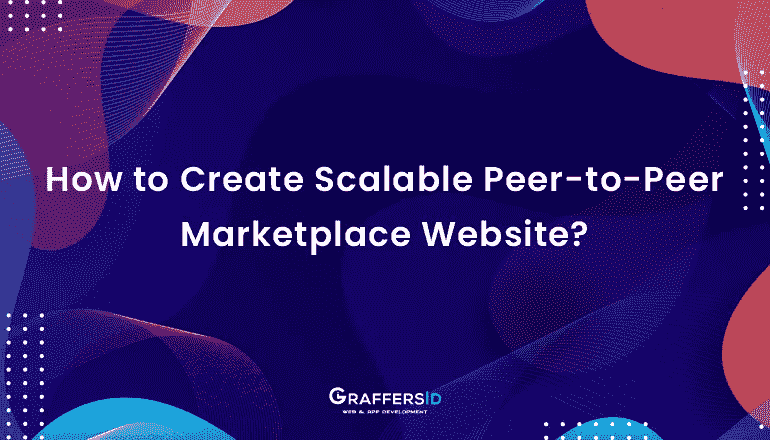 How to Create Scalable Peer-to-Peer
Marketplace Website?
GRAFFERSID
WEB & APP DEVELOPMENT